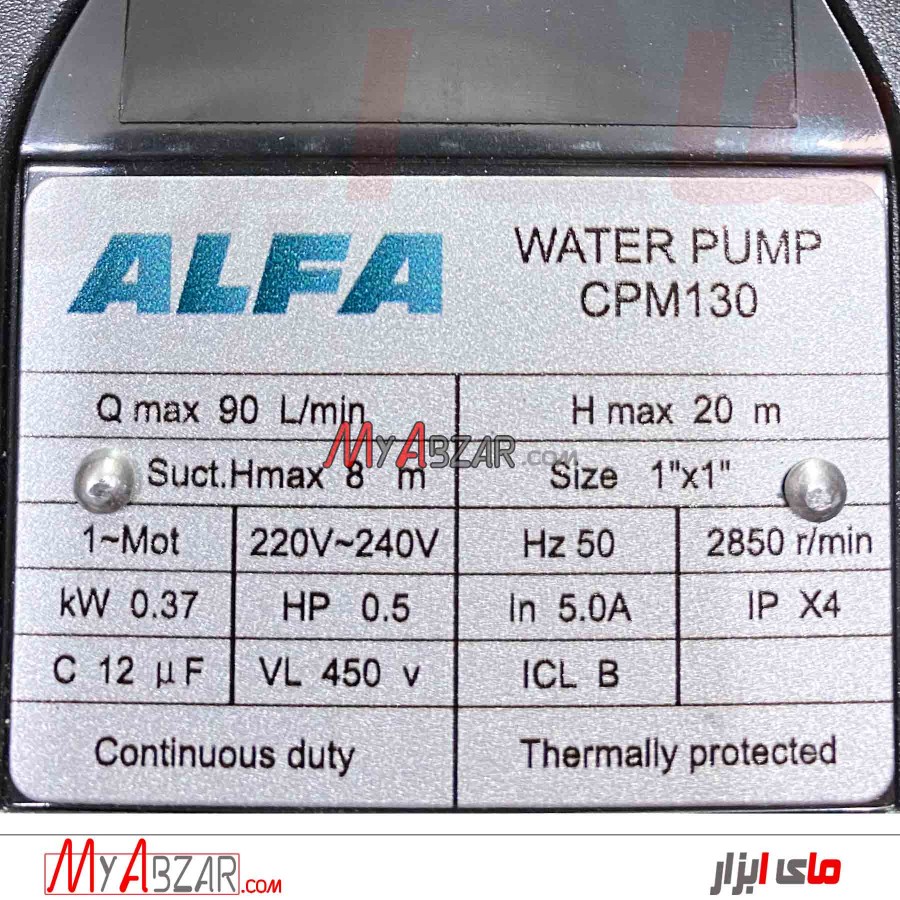 ALFA
WATER PUMP
CPM130
Q max 90 L/min
H max 20 m
MYABZAR.COM
Suct.Hmax 8 m
Size 1"x1"
1~Mot 220V~240V Hz 50 2850 r/min
kW 0.37 HP 0.5 In 5.0A IP X4
C 12 µF VL 450 v ICL B
Continuous duty
Thermally protected
MYABZAR.COM
مای ابزار